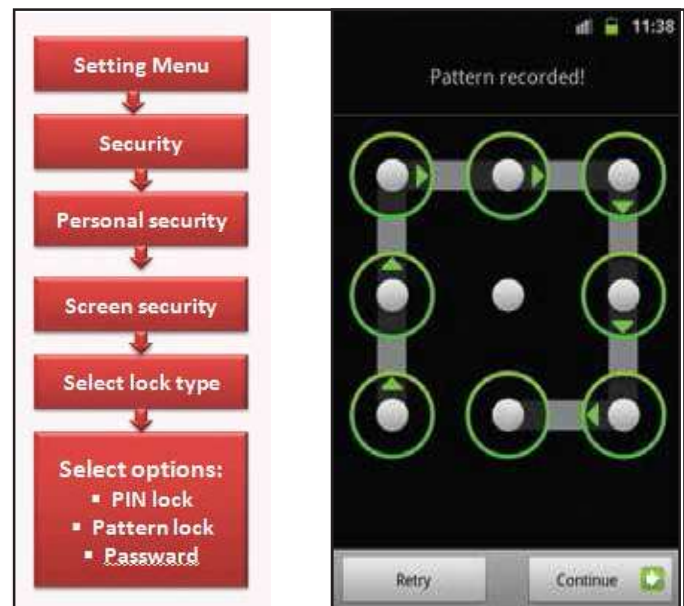 Setting Menu
Security
Personal security
Screen security
Select lock type
Select options:
▪ PIN lock
▪ Pattern lock
▪ Passward
11:38
Pattern recorded!
Retry
Continue